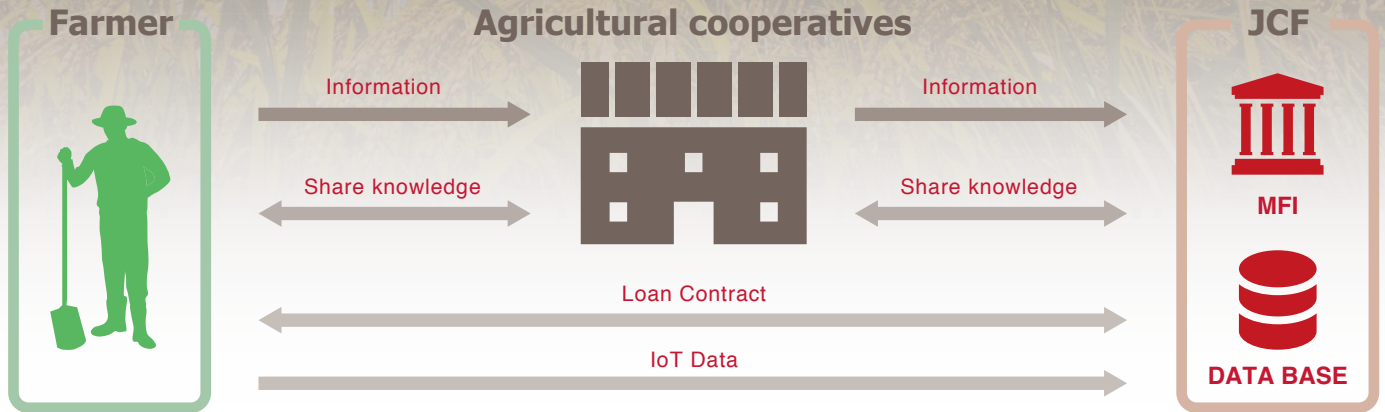 Farmer
Agricultural cooperatives
JCF
Information
Information
Share knowledge
Share knowledge
MFI
Loan Contract
IoT Data
DATA BASE